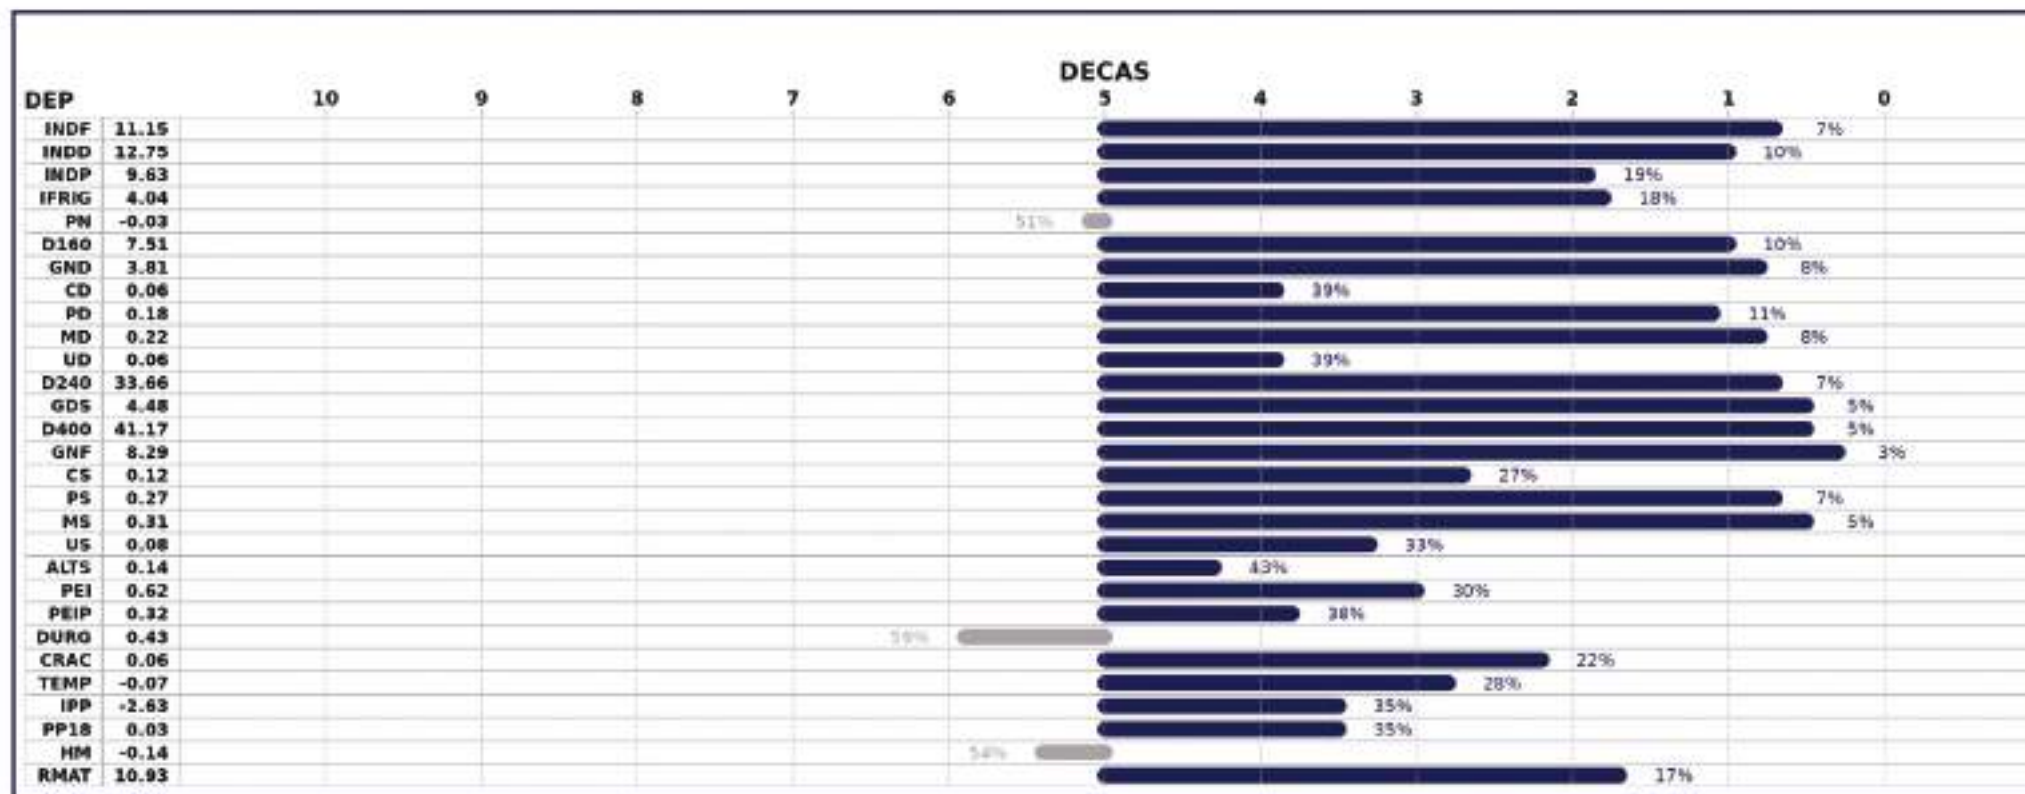 DECAS
DEP 10 9 8 7 6 5 4 3 2 1 0
INDF 11.15 7%
INDD 12.75 10%
INDP 9.63 19%
IFRIG 4.04 18%
PN -0.03 51%
D160 7.51 10%
GND 3.81 8%
CD 0.06 39%
PD 0.18 11%
MD 0.22 8%
UD 0.06 39%
D240 33.66 7%
GDS 4.48 5%
D400 41.17 5%
GNF 8.29 3%
CS 0.12 27%
PS 0.27 7%
MS 0.31 5%
US 0.08 33%
ALTS 0.14 43%
PEI 0.62 30%
PEIP 0.32 38%
DURG 0.43 59%
CRAC 0.06 22%
TEMP -0.07 28%
IPP -2.63 35%
PP18 0.03 35%
HM -0.14 54%
RMAT 10.93 17%